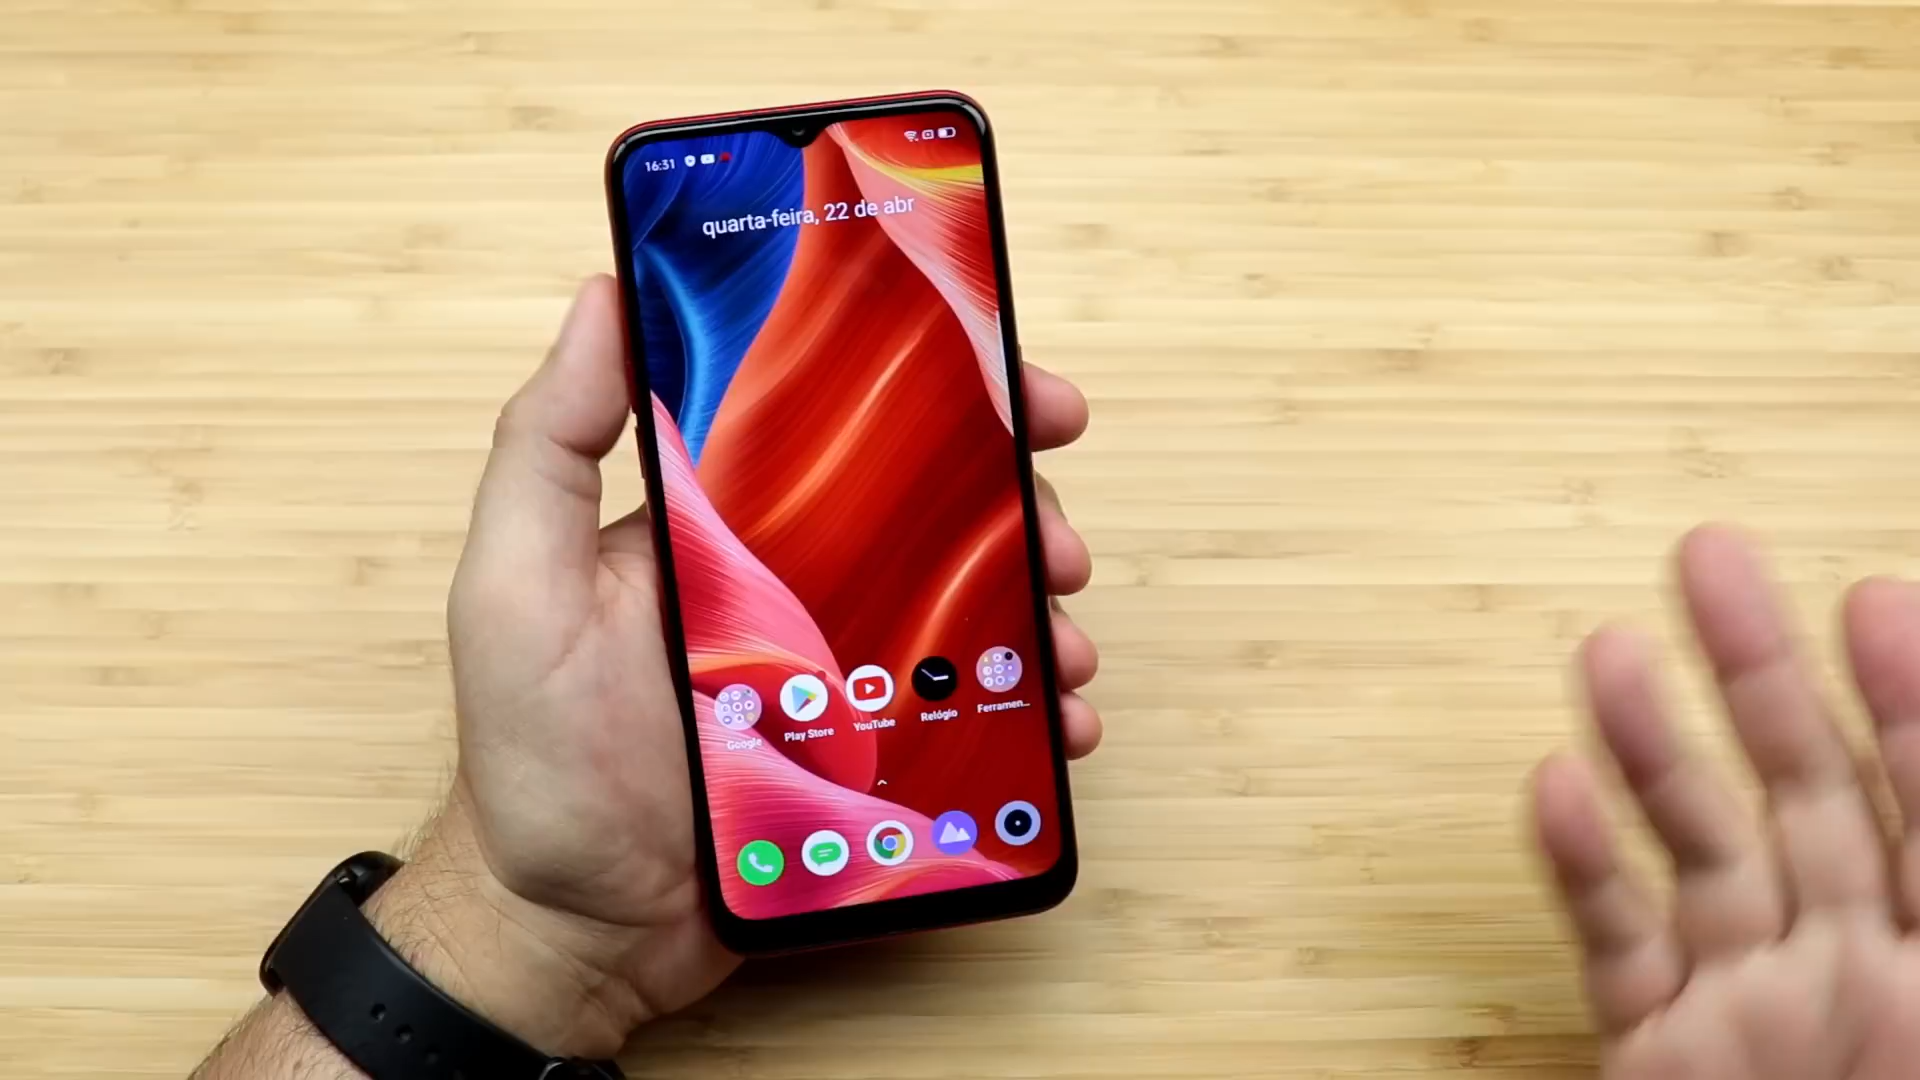 16:31
quarta-feira, 22 de abr
Google
Play Store
YouTube
Relógio
Ferramen...